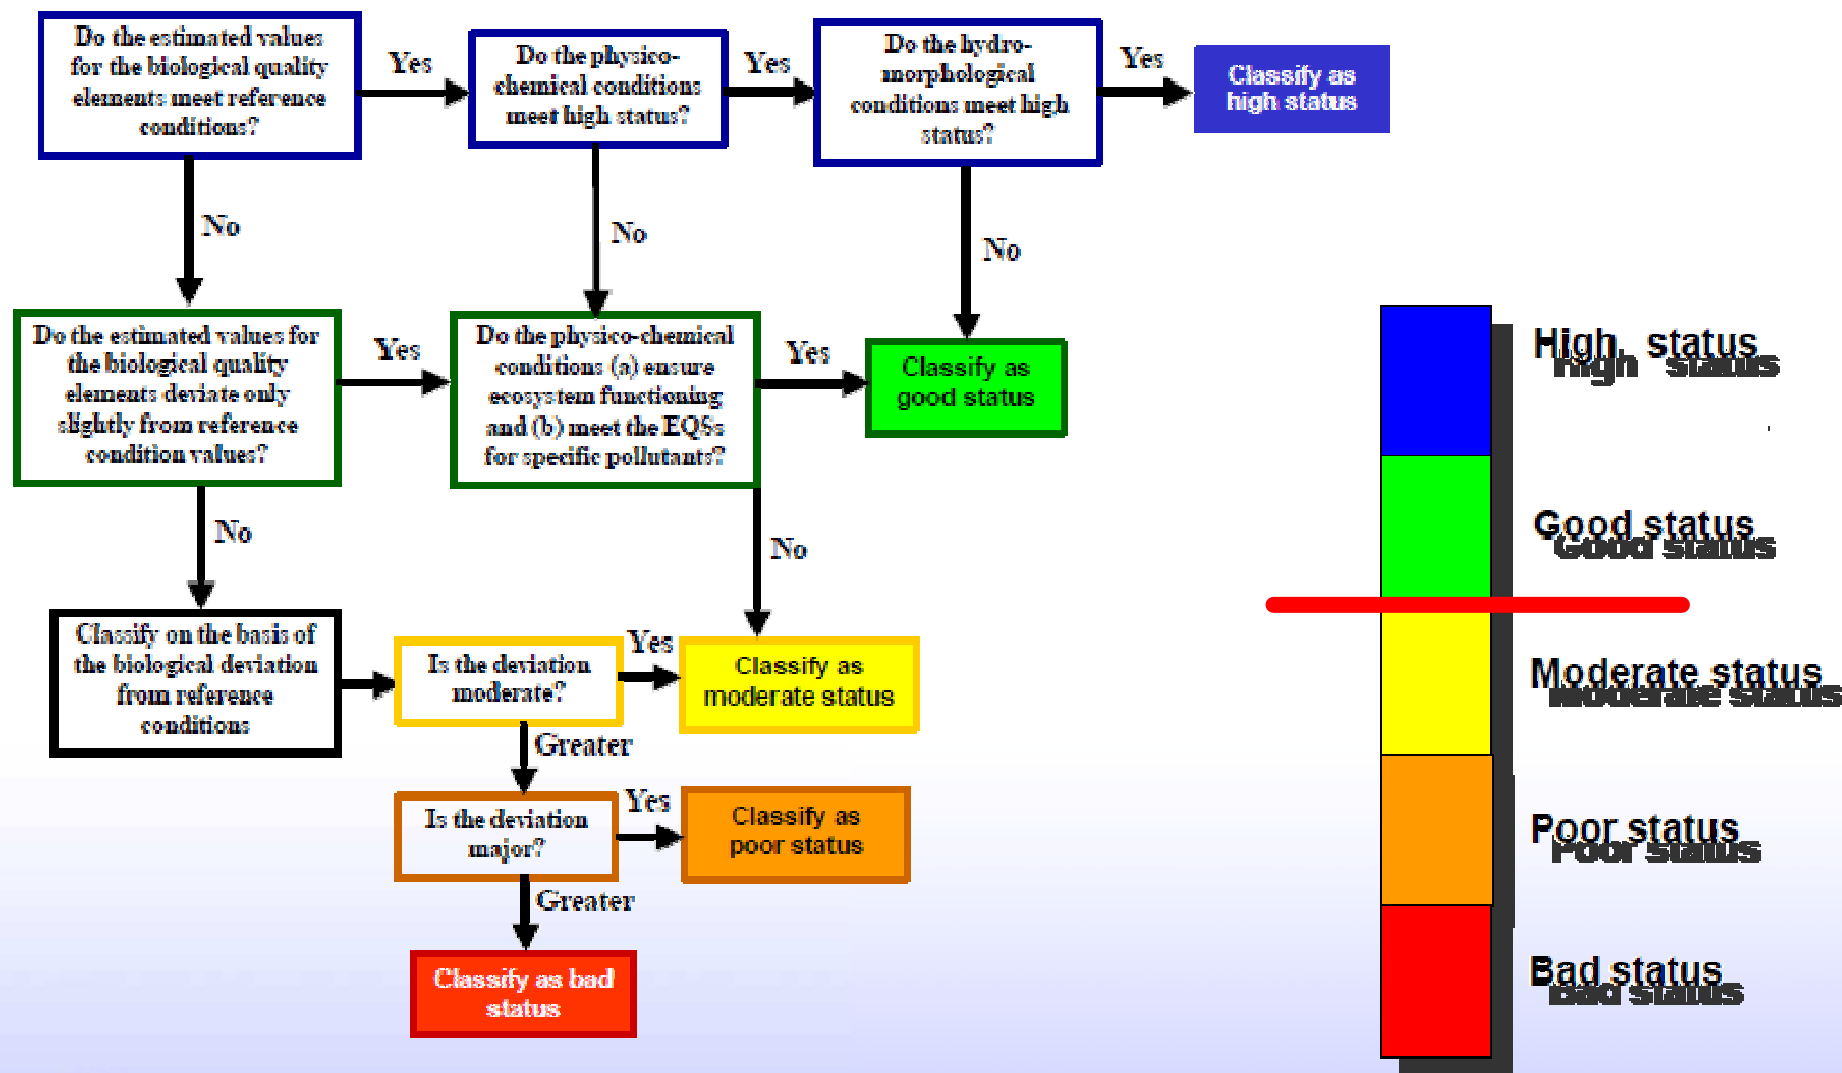 Do the estimated values
for the biological quality
elements meet reference
conditions?
Yes
Do the physico-
chemical conditions
meet high status?
Yes
Do the hydro-
morphological
conditions meet high
status?
Yes
Classify as
high status
No
No
No
Do the estimated values for
the biological quality
elements deviate only
slightly from reference
condition values?
Yes
Do the physico-chemical
conditions (a) ensure
ecosystem functioning
and (b) meet the EQSs
for specific pollutants?
Yes
Classify as
good status
No
No
Classify on the basis of
the biological deviation
from reference
conditions
Is the deviation
moderate?
Yes
Classify as
moderate status
Greater
Is the deviation
major?
Yes
Classify as
poor status
Greater
Classify as bad
status
High status
Good status
Moderate status
Poor status
Bad status